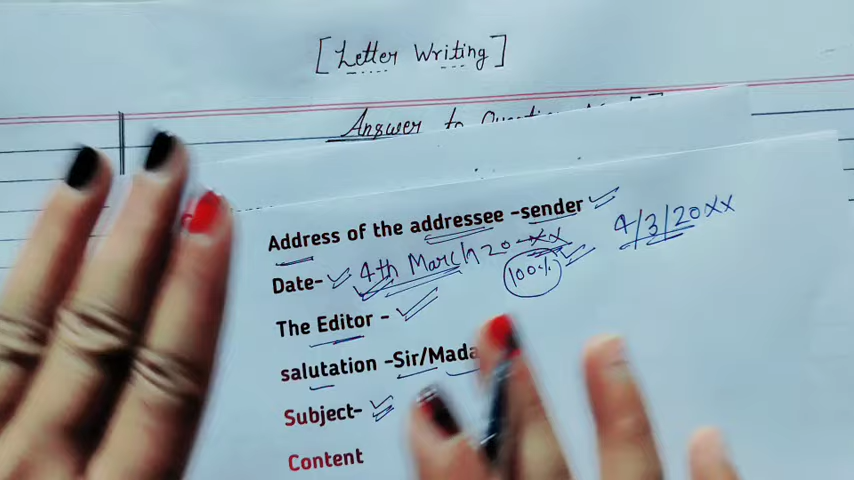 [Letter Writing]
Answer to
Address of the addressee -sender
4/3/20XX
Date- 4th March 20 XX
100%
The Editor -
salutation -Sir/Mada
Subject-
Content